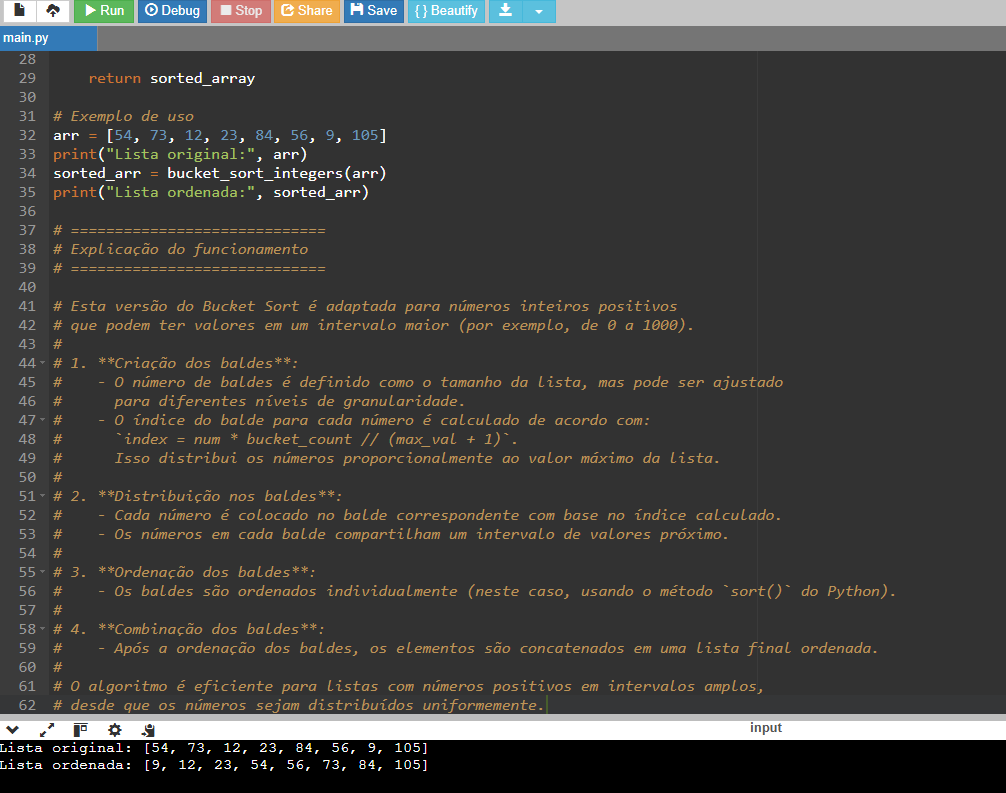 Run Debug Stop Share Save { } Beautify
main.py
28
29 return sorted_array
30
31 # Exemplo de uso
32 arr = [54, 73, 12, 23, 84, 56, 9, 105]
33 print("Lista original:", arr)
34 sorted_arr = bucket_sort_integers(arr)
35 print("Lista ordenada:", sorted_arr)
36
37 # =============================
38 # Explicação do funcionamento
39 # =============================
40
41 # Esta versão do Bucket Sort é adaptada para números inteiros positivos
42 # que podem ter valores em um intervalo maior (por exemplo, de 0 a 1000).
43 #
44 # 1. **Criação dos baldes**:
45 #    - O número de baldes é definido como o tamanho da lista, mas pode ser ajustado
46 #      para diferentes níveis de granularidade.
47 #    - O índice do balde para cada número é calculado de acordo com:
48 #      `index = num * bucket_count // (max_val + 1)`.
49 #      Isso distribui os números proporcionalmente ao valor máximo da lista.
50 #
51 # 2. **Distribuição nos baldes**:
52 #    - Cada número é colocado no balde correspondente com base no índice calculado.
53 #    - Os números em cada balde compartilham um intervalo de valores próximo.
54 #
55 # 3. **Ordenação dos baldes**:
56 #    - Os baldes são ordenados individualmente (neste caso, usando o método `sort()` do Python).
57 #
58 # 4. **Combinação dos baldes**:
59 #    - Após a ordenação dos baldes, os elementos são concatenados em uma lista final ordenada.
60 #
61 # O algoritmo é eficiente para listas com números positivos em intervalos amplos,
62 # desde que os números sejam distribuídos uniformemente.
input
Lista original: [54, 73, 12, 23, 84, 56, 9, 105]
Lista ordenada: [9, 12, 23, 54, 56, 73, 84, 105]